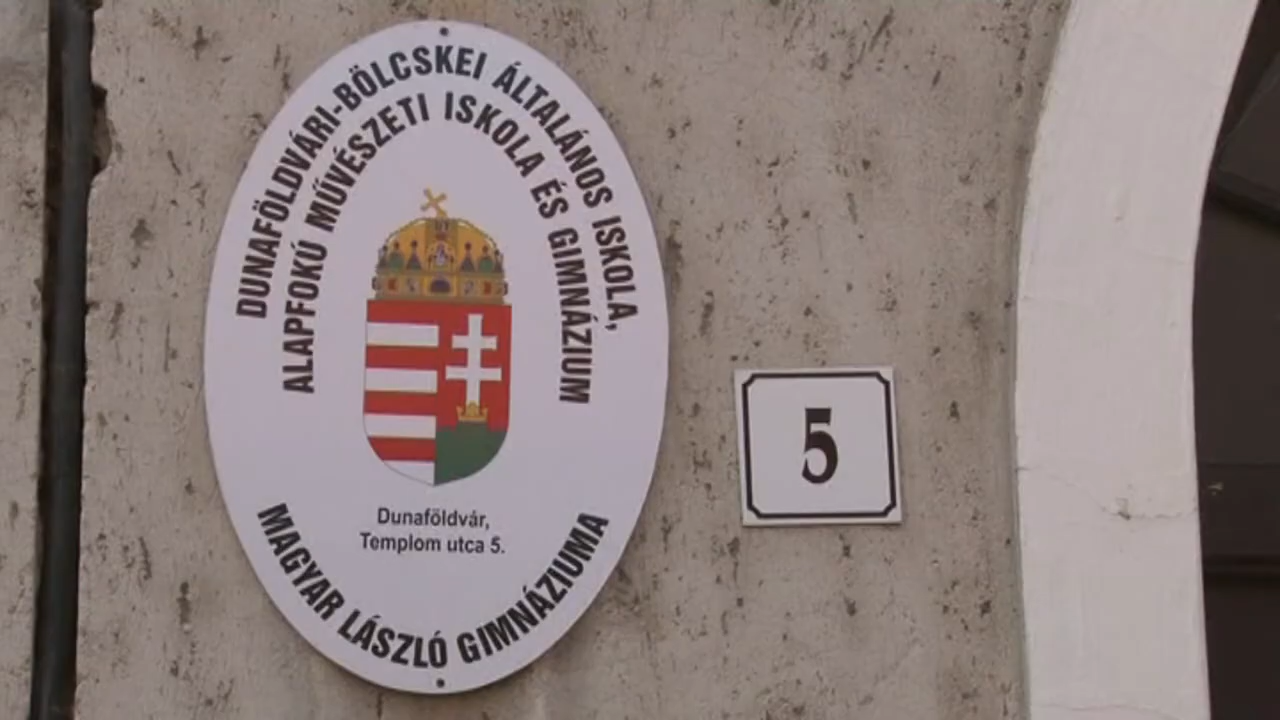 DUNAFÖLDVÁRI-BÖLCSKEI ÁLTALÁNOS ISKOLA,
ALAPFOKÚ MŰVÉSZETI ISKOLA ÉS GIMNÁZIUM
Dunaföldvár,
Templom utca 5.
MAGYAR LÁSZLÓ GIMNÁZIUMA
5